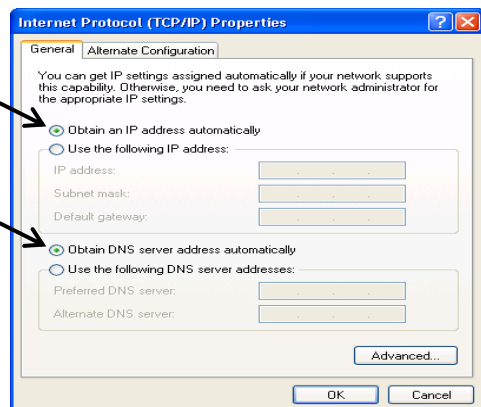 Internet Protocol (TCP/IP) Properties
General
Alternate Configuration
You can get IP settings assigned automatically if your network supports
this capability. Otherwise, you need to ask your network administrator for
the appropriate IP settings.
Obtain an IP address automatically
Use the following IP address:
IP address:
Subnet mask:
Default gateway:
Obtain DNS server address automatically
Use the following DNS server addresses:
Preferred DNS server:
Alternate DNS server:
Advanced...
OK
Cancel